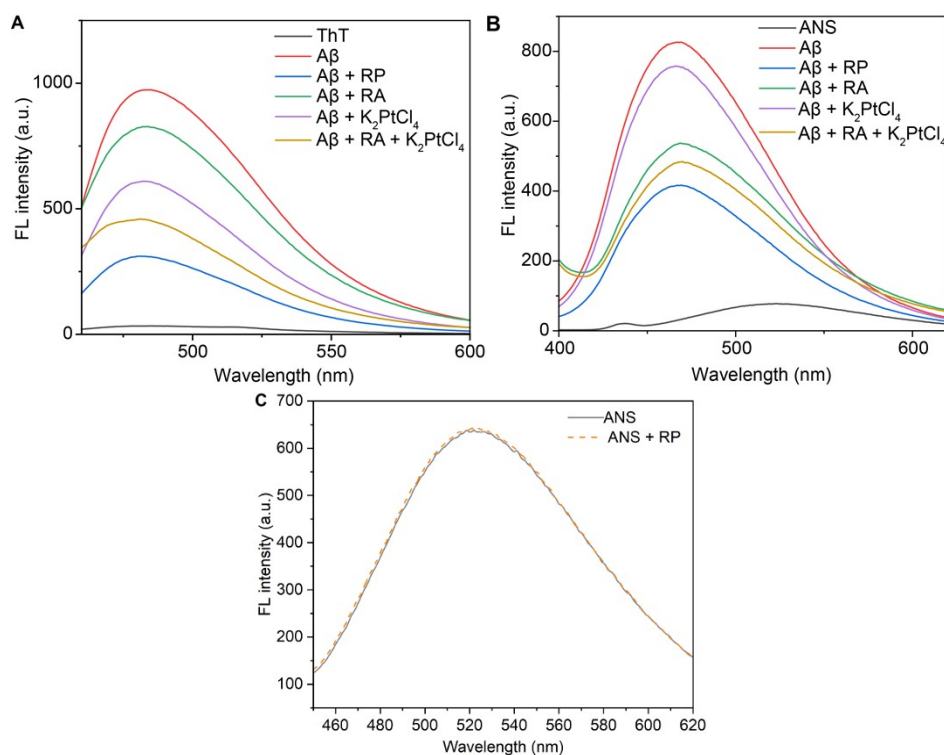 A
ThT
Aβ
Aβ + RP
Aβ + RA
Aβ + K₂PtCl₄
Aβ + RA + K₂PtCl₄
1000
500
0
FL intensity (a.u.)
500 550 600
Wavelength (nm)
B
ANS
Aβ
Aβ + RP
Aβ + RA
Aβ + K₂PtCl₄
Aβ + RA + K₂PtCl₄
800
600
400
200
0
FL intensity (a.u.)
400 500 600
Wavelength (nm)
C
ANS
ANS + RP
700
600
500
400
300
200
100
FL intensity (a.u.)
460 480 500 520 540 560 580 600 620
Wavelength (nm)